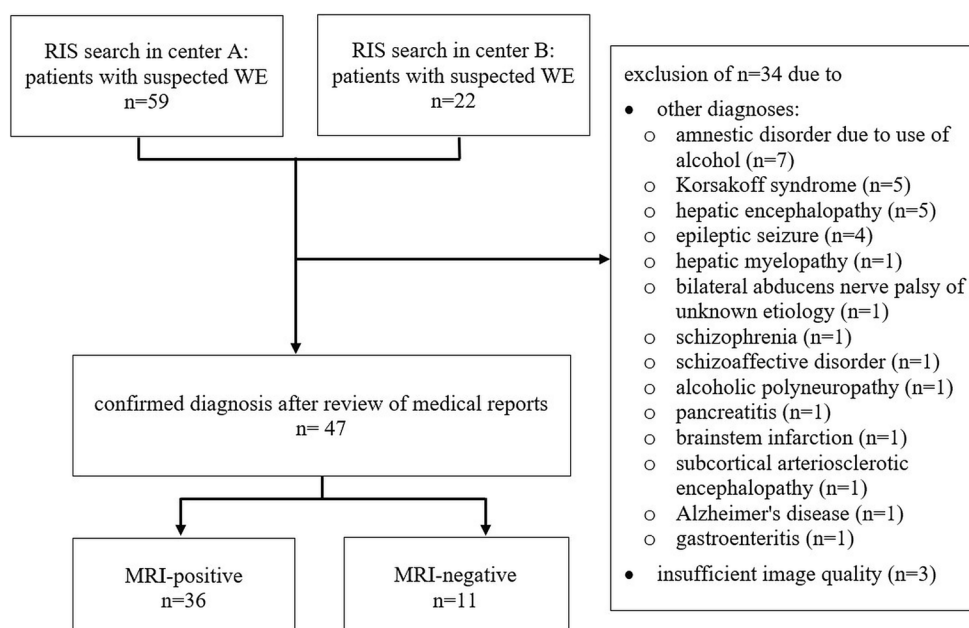 RIS search in center A:
patients with suspected WE
n=59
RIS search in center B:
patients with suspected WE
n=22
exclusion of n=34 due to
• other diagnoses:
o amnestic disorder due to use of
alcohol (n=7)
o Korsakoff syndrome (n=5)
o hepatic encephalopathy (n=5)
o epileptic seizure (n=4)
o hepatic myelopathy (n=1)
o bilateral abducens nerve palsy of
unknown etiology (n=1)
o schizophrenia (n=1)
o schizoaffective disorder (n=1)
o alcoholic polyneuropathy (n=1)
o pancreatitis (n=1)
o brainstem infarction (n=1)
o subcortical arteriosclerotic
encephalopathy (n=1)
o Alzheimer's disease (n=1)
o gastroenteritis (n=1)
• insufficient image quality (n=3)
confirmed diagnosis after review of medical reports
n= 47
MRI-positive
n=36
MRI-negative
n=11